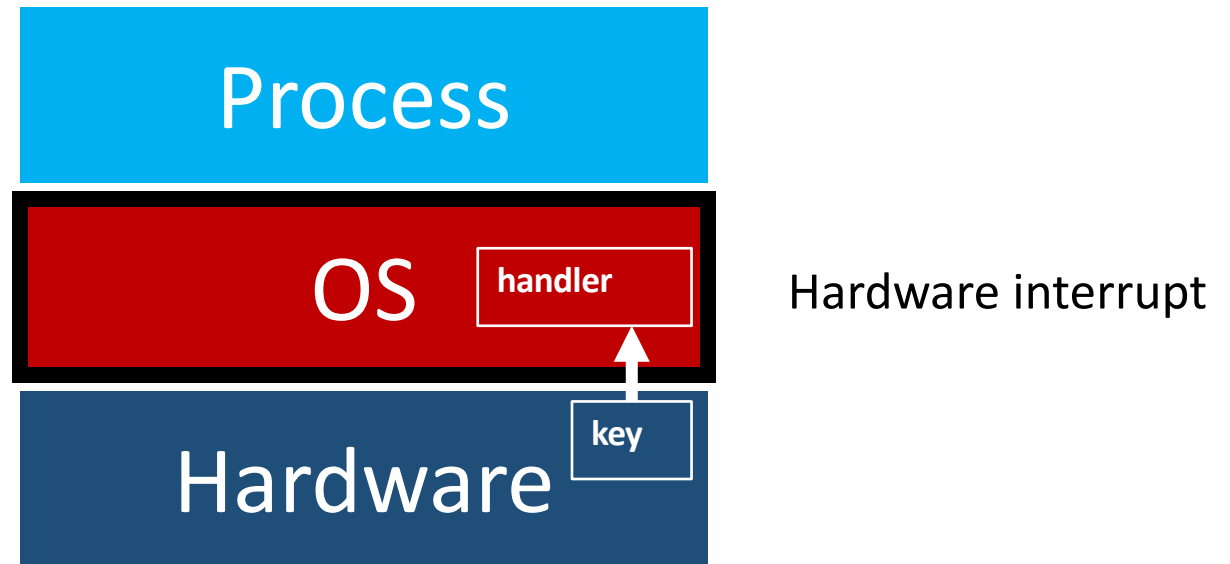 Process
OS
handler
Hardware interrupt
key
Hardware